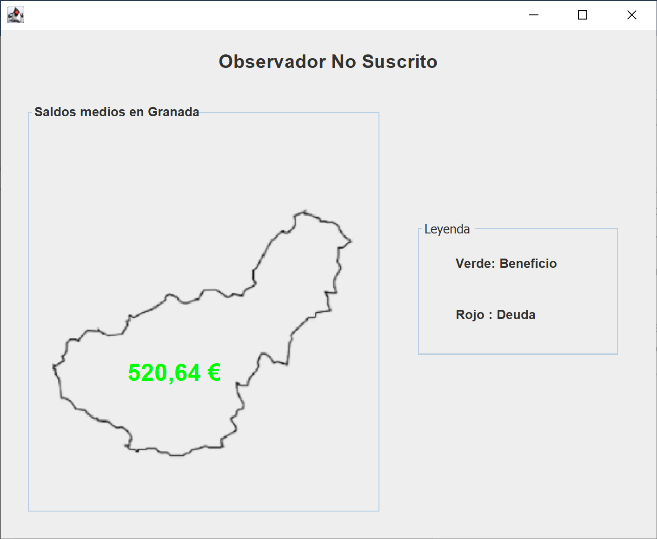 Observador No Suscrito
Saldos medios en Granada
520,64 €
Leyenda
Verde: Beneficio
Rojo : Deuda